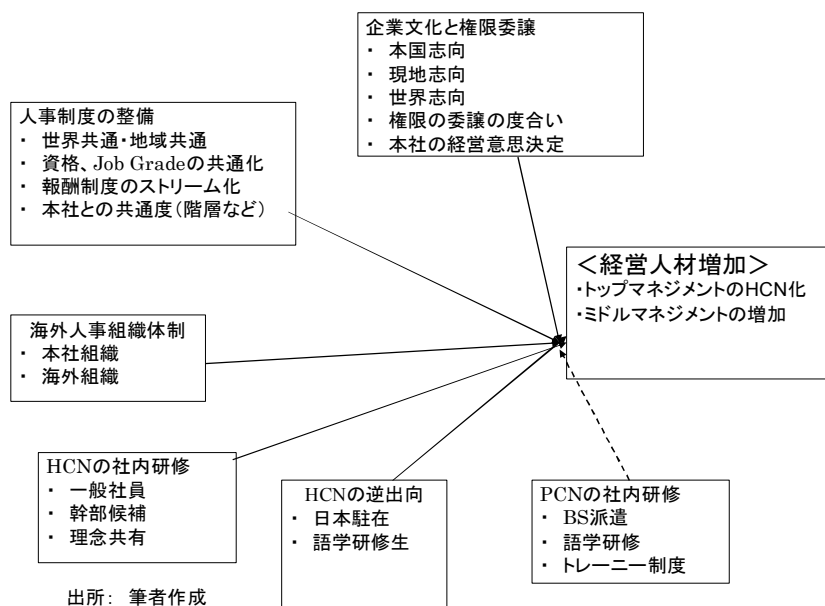 企業文化と権限委譲
・ 本国志向
・ 現地志向
・ 世界志向
・ 権限の委譲の度合い
・ 本社の経営意思決定
人事制度の整備
・ 世界共通・地域共通
・ 資格、Job Gradeの共通化
・ 報酬制度のストリーム化
・ 本社との共通度（階層など）
＜経営人材増加＞
・トップマネジメントのHCN化
・ミドルマネジメントの増加
海外人事組織体制
・ 本社組織
・ 海外組織
HCNの社内研修
・ 一般社員
・ 幹部候補
・ 理念共有
HCNの逆出向
・ 日本駐在
・ 語学研修生
PCNの社内研修
・ BS派遣
・ 語学研修
・ トレーニー制度
出所： 筆者作成